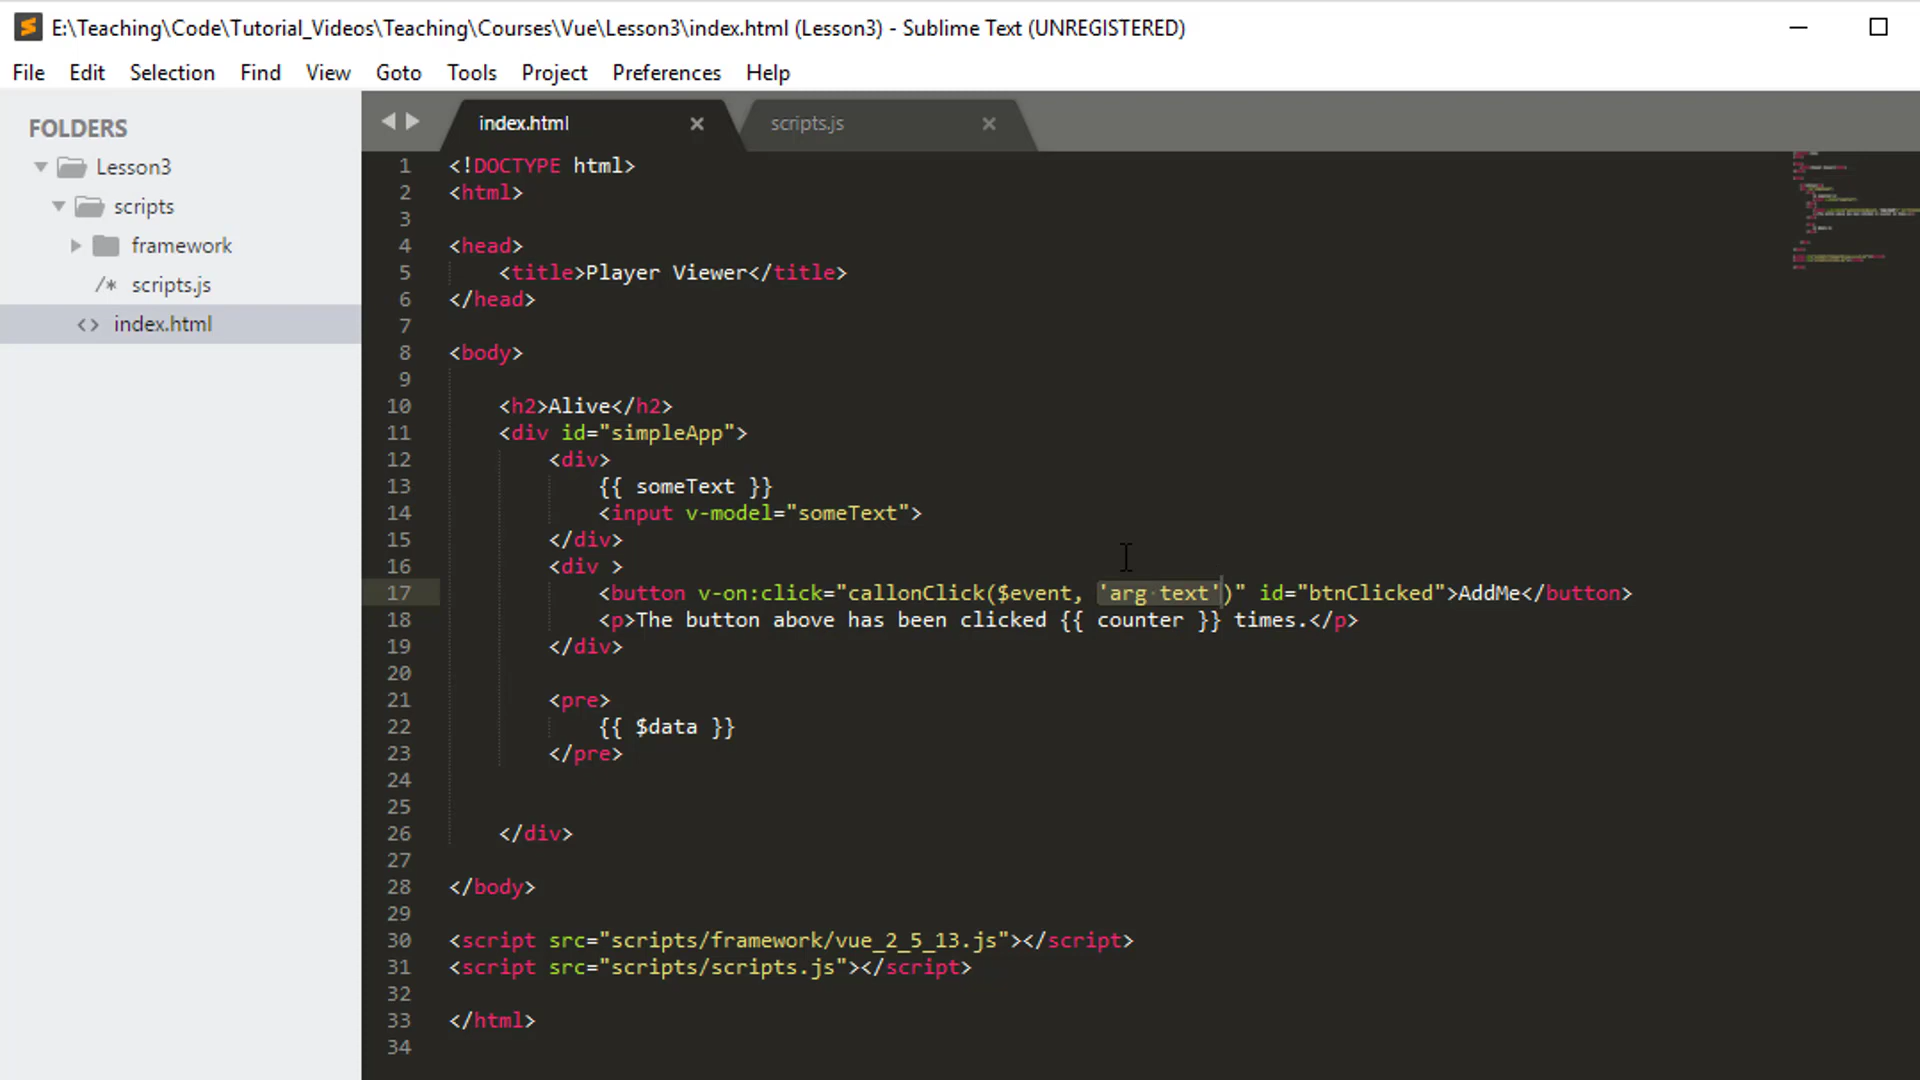 E:\Teaching\Code\Tutorial_Videos\Teaching\Courses\Vue\Lesson3\index.html (Lesson3) - Sublime Text (UNREGISTERED)
File Edit Selection Find View Goto Tools Project Preferences Help
FOLDERS
Lesson3
scripts
framework
/* scripts.js
<> index.html
index.html scripts.js
1 <!DOCTYPE html>
2 <html>
3
4 <head>
5 <title>Player Viewer</title>
6 </head>
7
8 <body>
9
10 <h2>Alive</h2>
11 <div id="simpleApp">
12 <div>
13 {{ someText }}
14 <input v-model="someText">
15 </div>
16 <div >
17 <button v-on:click="callonClick($event, 'arg text')" id="btnClicked">AddMe</button>
18 <p>The button above has been clicked {{ counter }} times.</p>
19 </div>
20
21 <pre>
22 {{ $data }}
23 </pre>
24
25
26 </div>
27
28 </body>
29
30 <script src="scripts/framework/vue_2_5_13.js"></script>
31 <script src="scripts/scripts.js"></script>
32
33 </html>
34